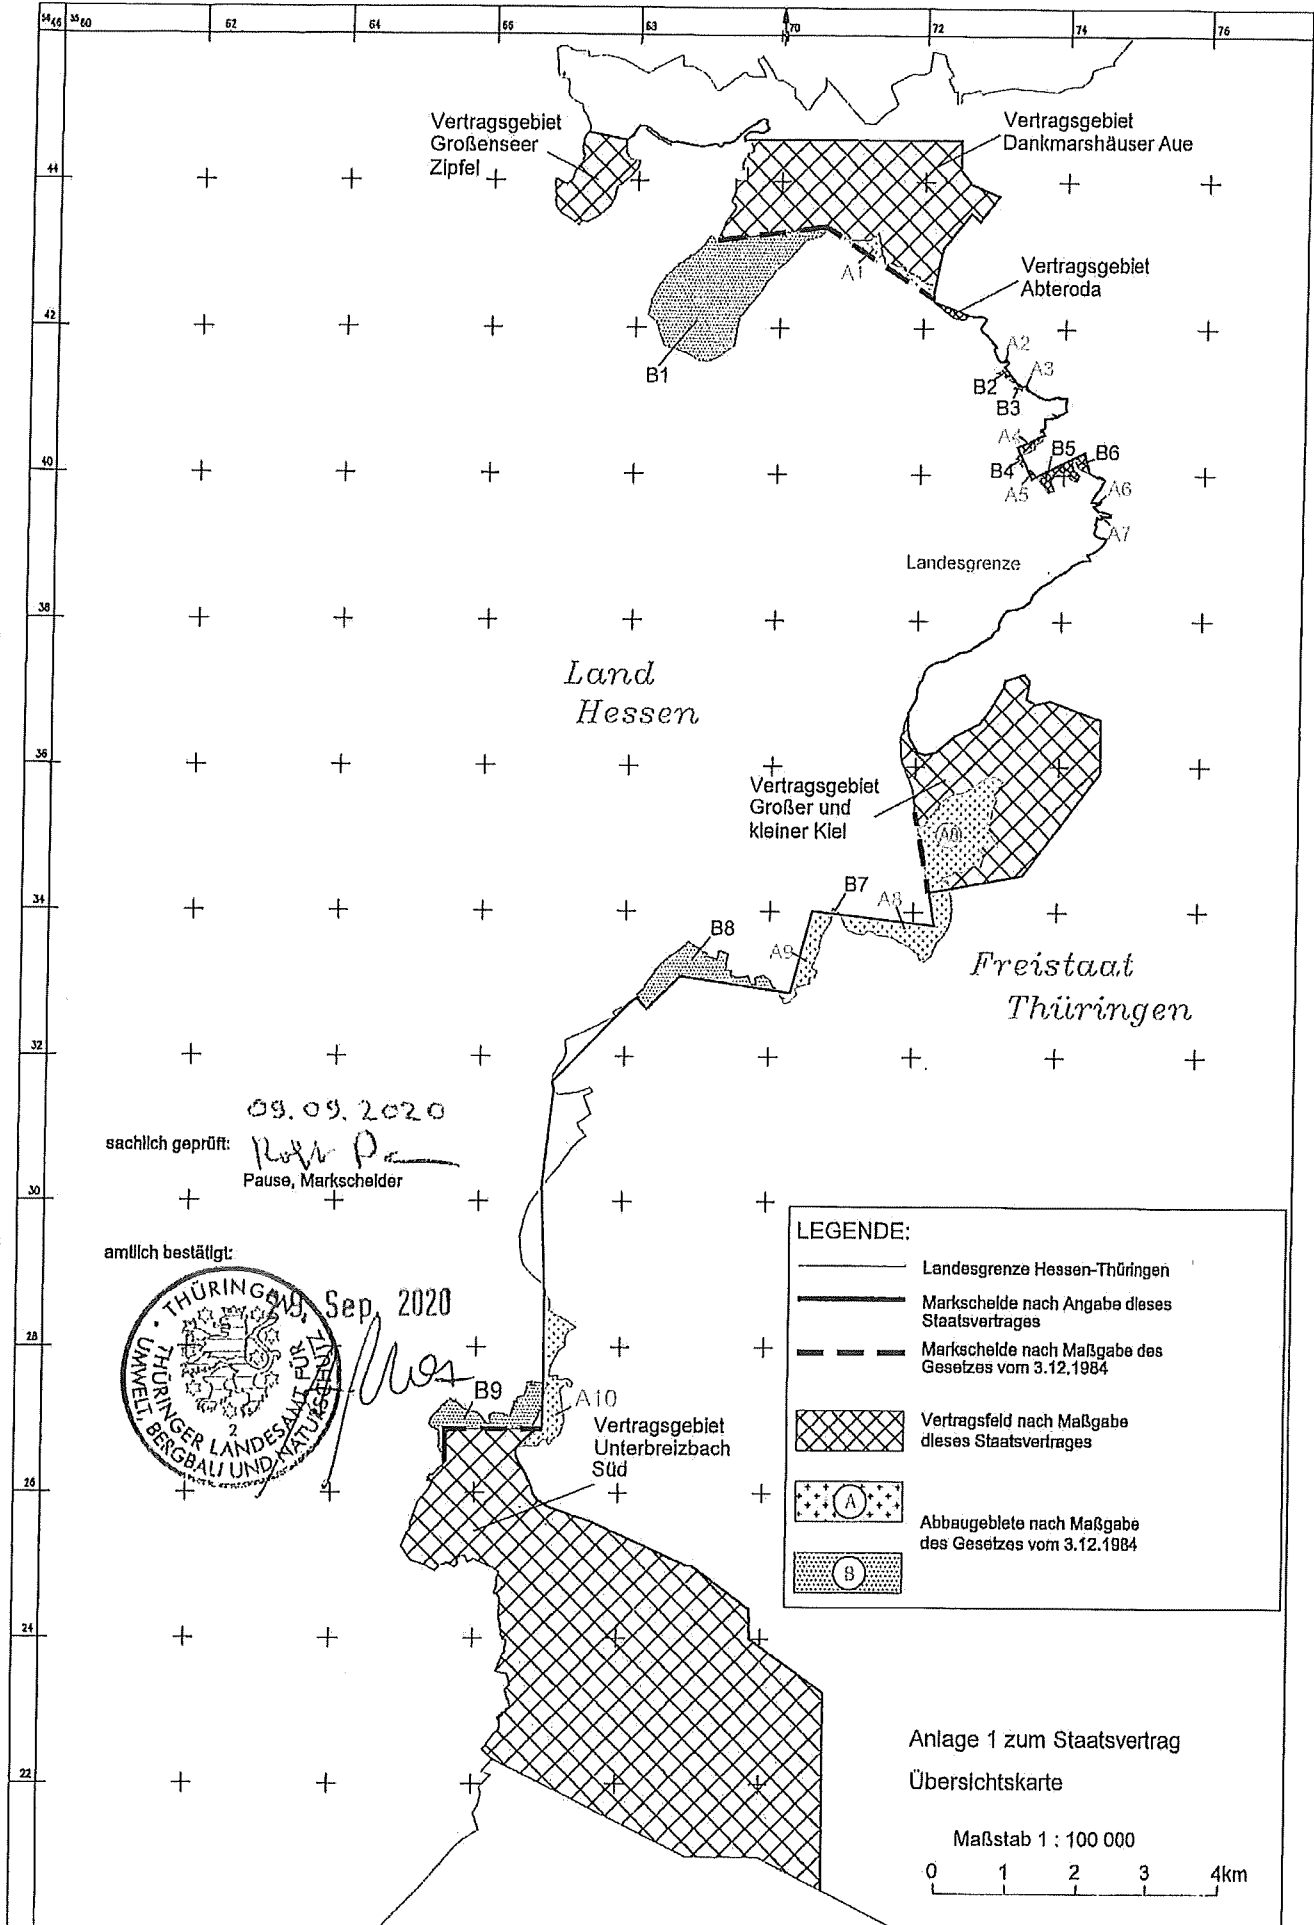 5646 3560 62 64 66 68 70 72 74 76
Vertragsgebiet
Großenseer
Zipfel
Vertragsgebiet
Dankmarshäuser Aue
44
A1
Vertragsgebiet
Abteroda
42
B1
A2
B2
A3
B3
A4
B5
B6
40
B4
A5
A6
A7
Landesgrenze
38
Land
Hessen
36
Vertragsgebiet
Großer und
kleiner Kiel
34
B7
A8
B8
A9
Freistaat
Thüringen
32
09.09.2020
sachlich geprüft:
Pause, Markscheider
30
amtlich bestätigt:
THÜRINGEN
THÜRINGER LANDESAMT FÜR
UMWELT, BERGBAU UND NATURSCHUTZ
2
29. Sep. 2020
28
B9
A10
Vertragsgebiet
Unterbreizbach
Süd
26
24
22
LEGENDE:
Landesgrenze Hessen-Thüringen
Markscheide nach Angabe dieses
Staatsvertrages
Markscheide nach Maßgabe des
Gesetzes vom 3.12.1984
Vertragsfeld nach Maßgabe
dieses Staatsvertrages
A
Abbaugebiete nach Maßgabe
des Gesetzes vom 3.12.1984
B
Anlage 1 zum Staatsvertrag
Übersichtskarte
Maßstab 1 : 100 000
0 1 2 3 4km